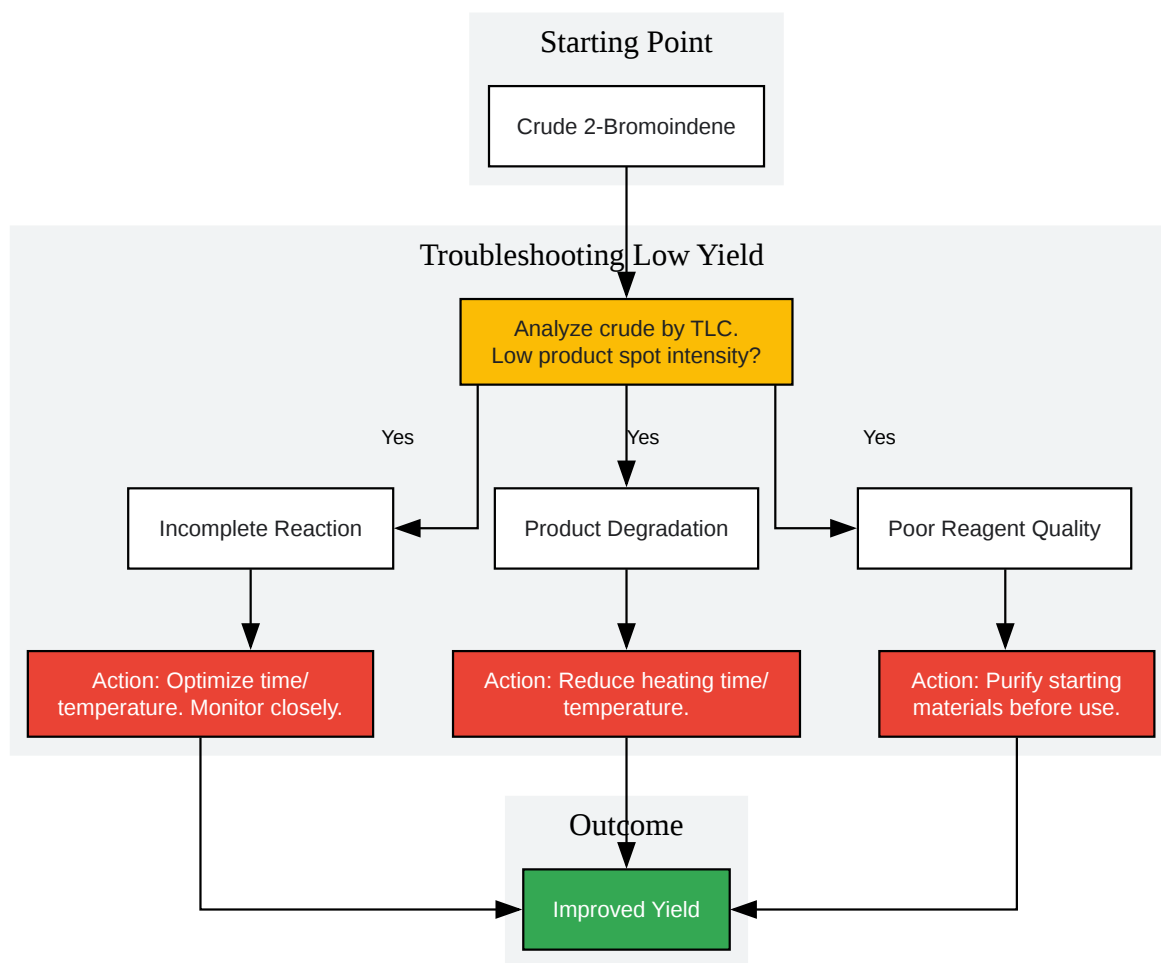 Starting Point
Crude 2-Bromoindene
Troubleshooting Low Yield
Analyze crude by TLC.
Low product spot intensity?
Yes
Yes
Yes
Incomplete Reaction
Product Degradation
Poor Reagent Quality
Action: Optimize time/
temperature. Monitor closely.
Action: Reduce heating time/
temperature.
Action: Purify starting
materials before use.
Outcome
Improved Yield